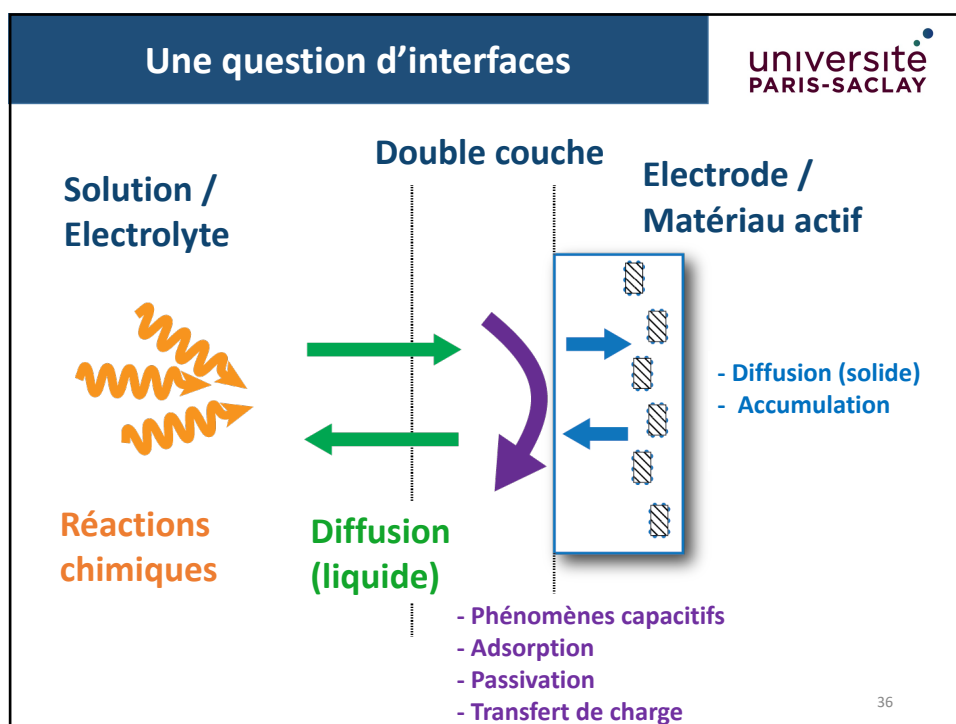 Une question d'interfaces
université
PARIS-SACLAY
Double couche
Solution /
Electrolyte
Electrode /
Matériau actif
- Diffusion (solide)
- Accumulation
Réactions
chimiques
Diffusion
(liquide)
- Phénomènes capacitifs
- Adsorption
- Passivation
- Transfert de charge
36